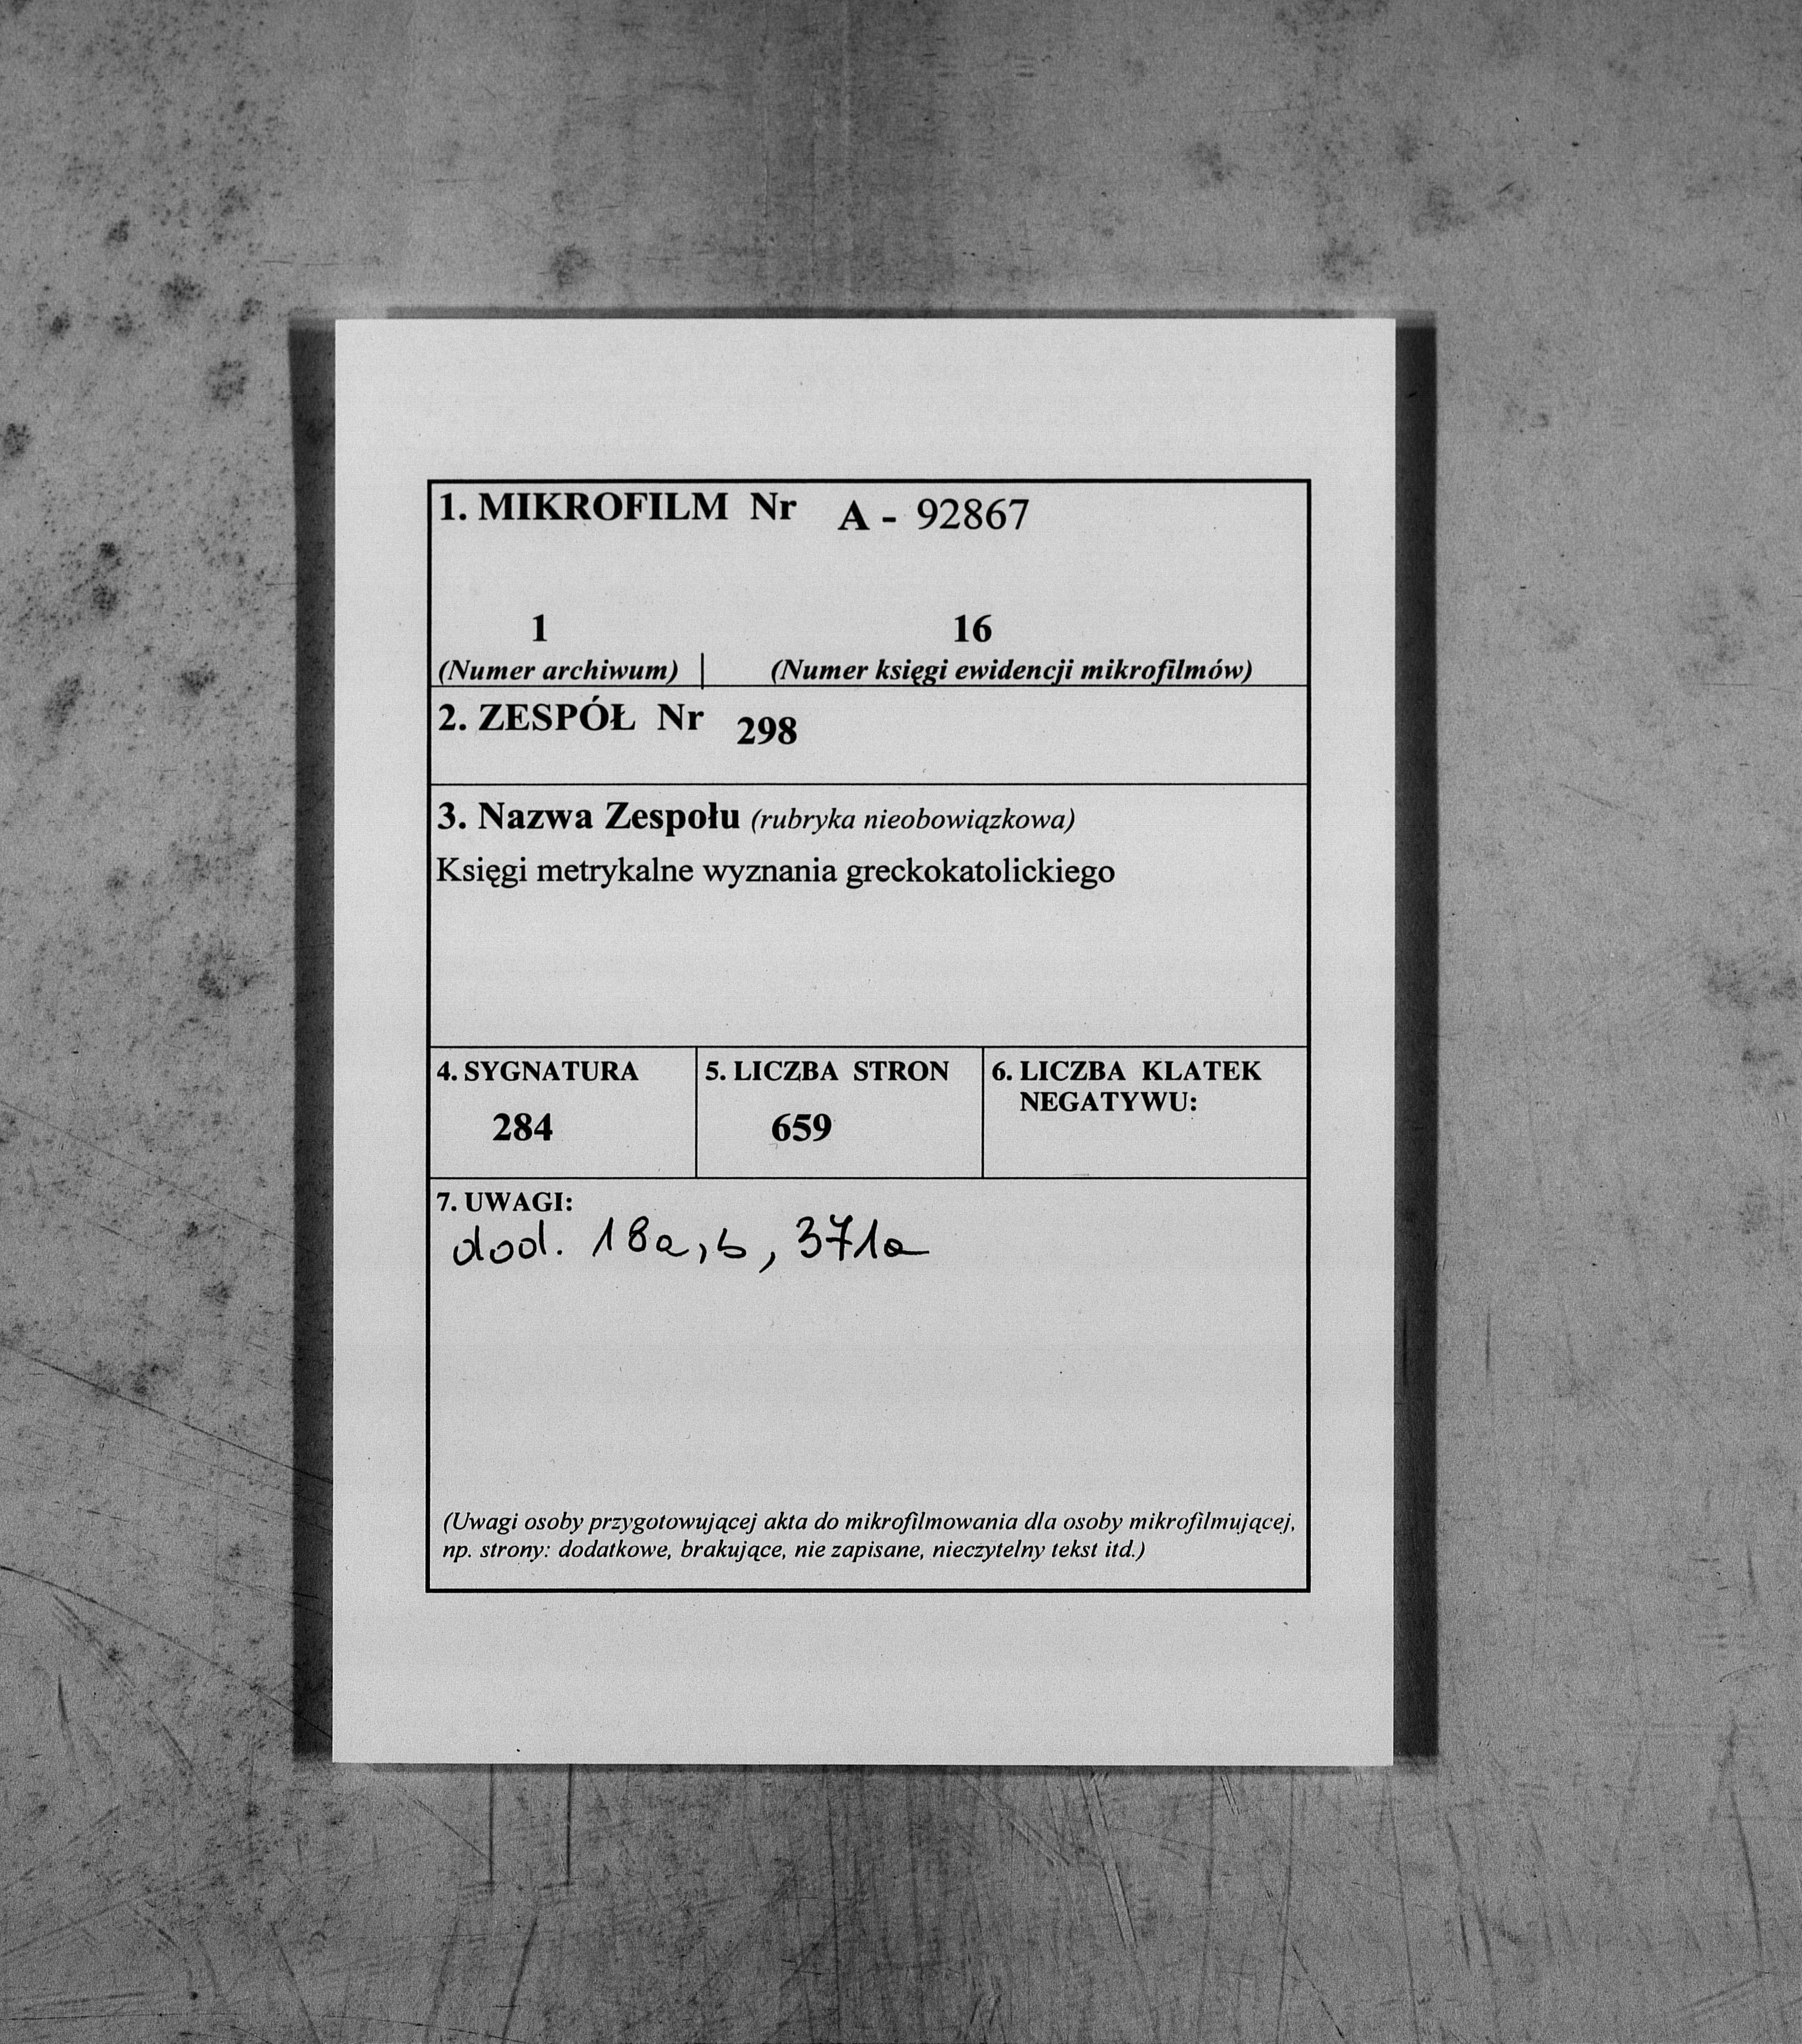 1. MIKROFILM Nr A - 92867
1 16
(Numer archiwum) | (Numer księgi ewidencji mikrofilmów)
2. ZESPÓŁ Nr 298
3. Nazwa Zespołu (rubryka nieobowiązkowa)
Księgi metrykalne wyznania greckokatolickiego
4. SYGNATURA
284
5. LICZBA STRON
659
6. LICZBA KLATEK
NEGATYWU:
7. UWAGI:
dod. 18a,b, 371a
(Uwagi osoby przygotowującej akta do mikrofilmowania dla osoby mikrofilmującej,
np. strony: dodatkowe, brakujące, nie zapisane, nieczytelny tekst itd.)